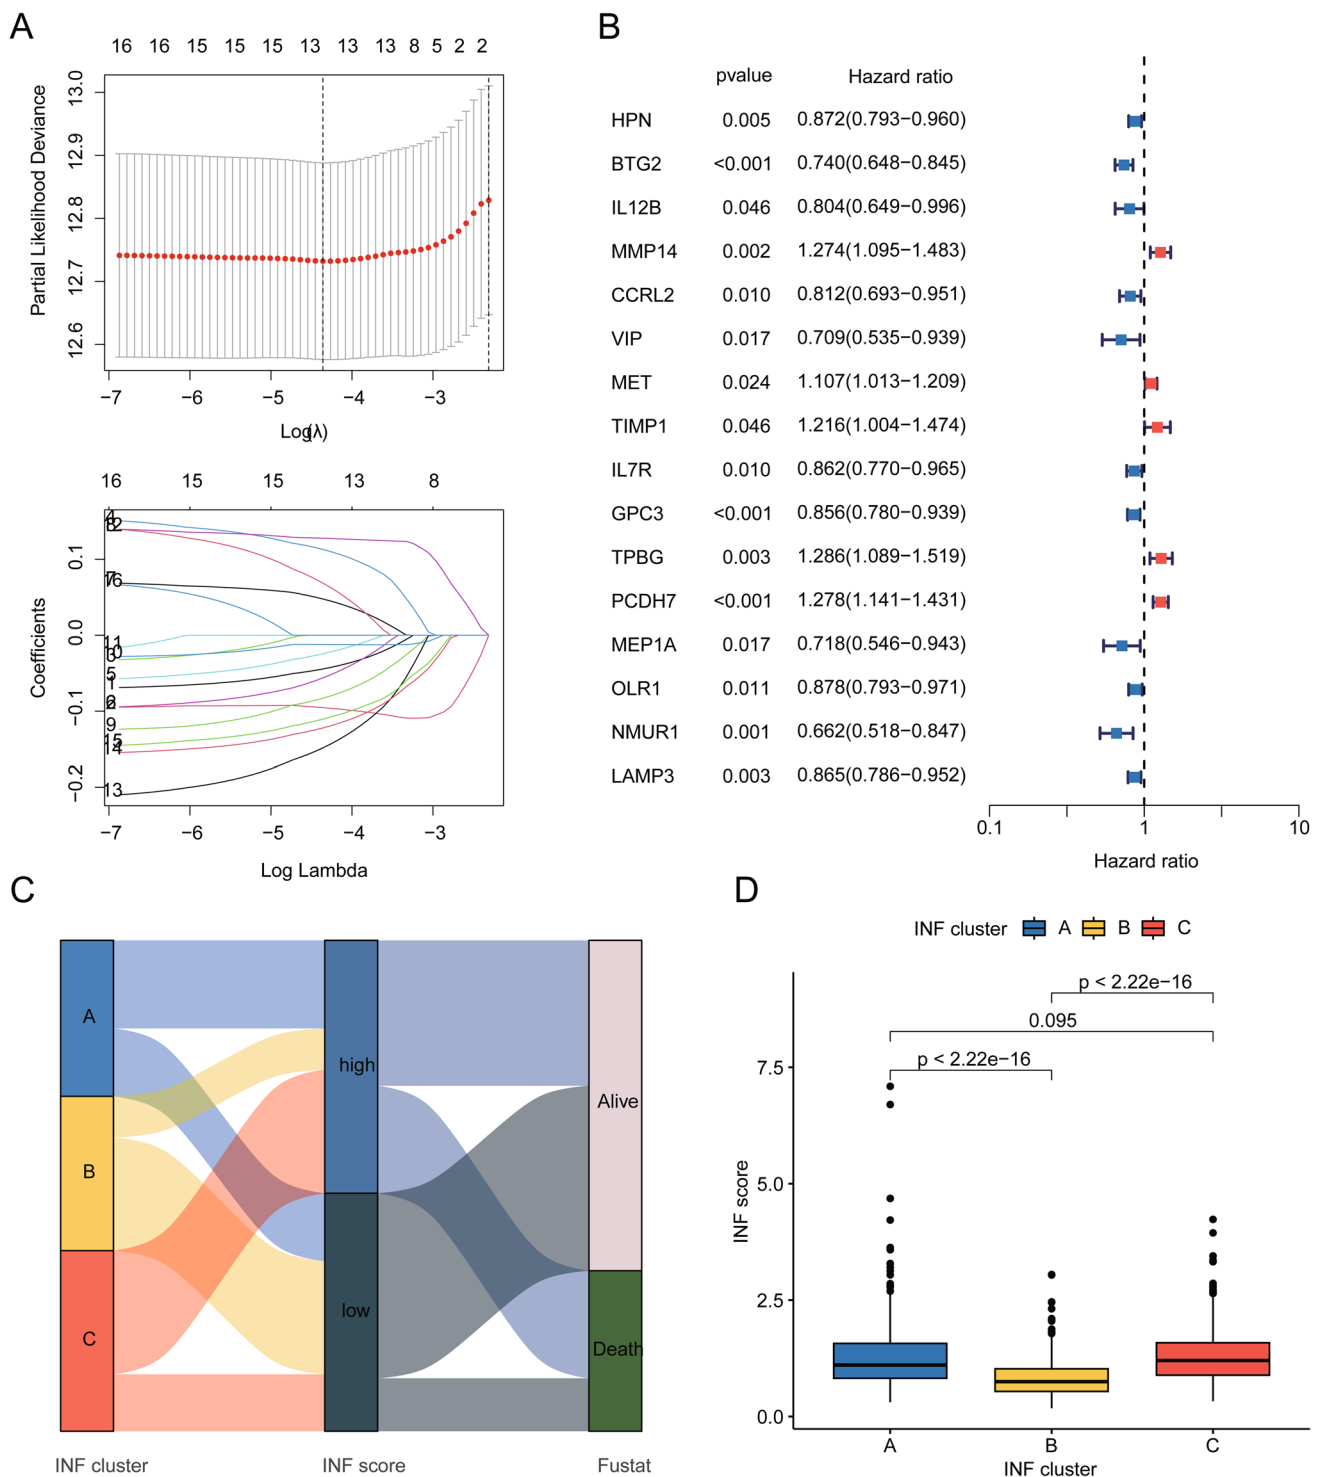 A
16 16 15 15 15 13 13 13 8 5 2 2
Partial Likelihood Deviance
13.0
12.9
12.8
12.7
12.6
−7 −6 −5 −4 −3
Log(λ)
16 15 15 13 8
Coefficients
0.1
0.0
−0.1
−0.2
5
1
9
13
−7 −6 −5 −4 −3
Log Lambda
B
pvalue Hazard ratio
HPN 0.005 0.872(0.793−0.960)
BTG2 <0.001 0.740(0.648−0.845)
IL12B 0.046 0.804(0.649−0.996)
MMP14 0.002 1.274(1.095−1.483)
CCRL2 0.010 0.812(0.693−0.951)
VIP 0.017 0.709(0.535−0.939)
MET 0.024 1.107(1.013−1.209)
TIMP1 0.046 1.216(1.004−1.474)
IL7R 0.010 0.862(0.770−0.965)
GPC3 <0.001 0.856(0.780−0.939)
TPBG 0.003 1.286(1.089−1.519)
PCDH7 <0.001 1.278(1.141−1.431)
MEP1A 0.017 0.718(0.546−0.943)
OLR1 0.011 0.878(0.793−0.971)
NMUR1 0.001 0.662(0.518−0.847)
LAMP3 0.003 0.865(0.786−0.952)
0.1 1 10
Hazard ratio
C
A
B
C
high
low
Alive
Death
INF cluster INF score Fustat
D
INF cluster A B C
p < 2.22e−16
0.095
p < 2.22e−16
INF score
7.5
5.0
2.5
0.0
A B C
INF cluster